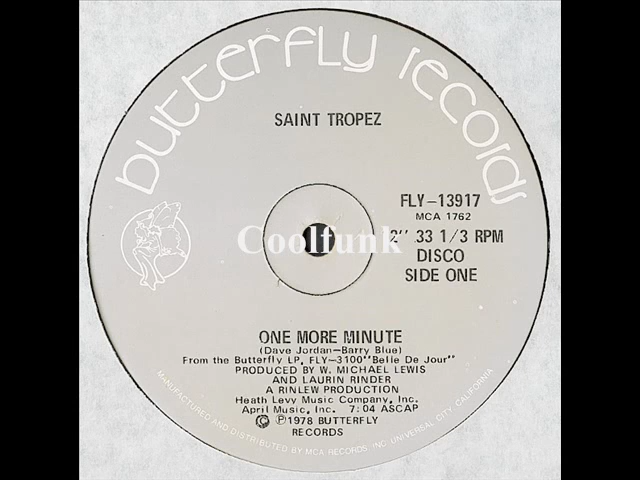 butterfly records
SAINT TROPEZ
FLY-13917
MCA 1762
2" 33 1/3 RPM
DISCO
SIDE ONE
Coolfunk
ONE MORE MINUTE
(Dave Jordan-Barry Blue)
From the Butterfly LP, FLY-3100"Belle De Jour"
PRODUCED BY W. MICHAEL LEWIS
AND LAURIN RINDER
A RINLEW PRODUCTION
Heath Levy Music Company, Inc.
April Music, Inc. 7:04 ASCAP
© ℗1978 BUTTERFLY
RECORDS
MANUFACTURED AND DISTRIBUTED BY MCA RECORDS INC. UNIVERSAL CITY, CALIFORNIA